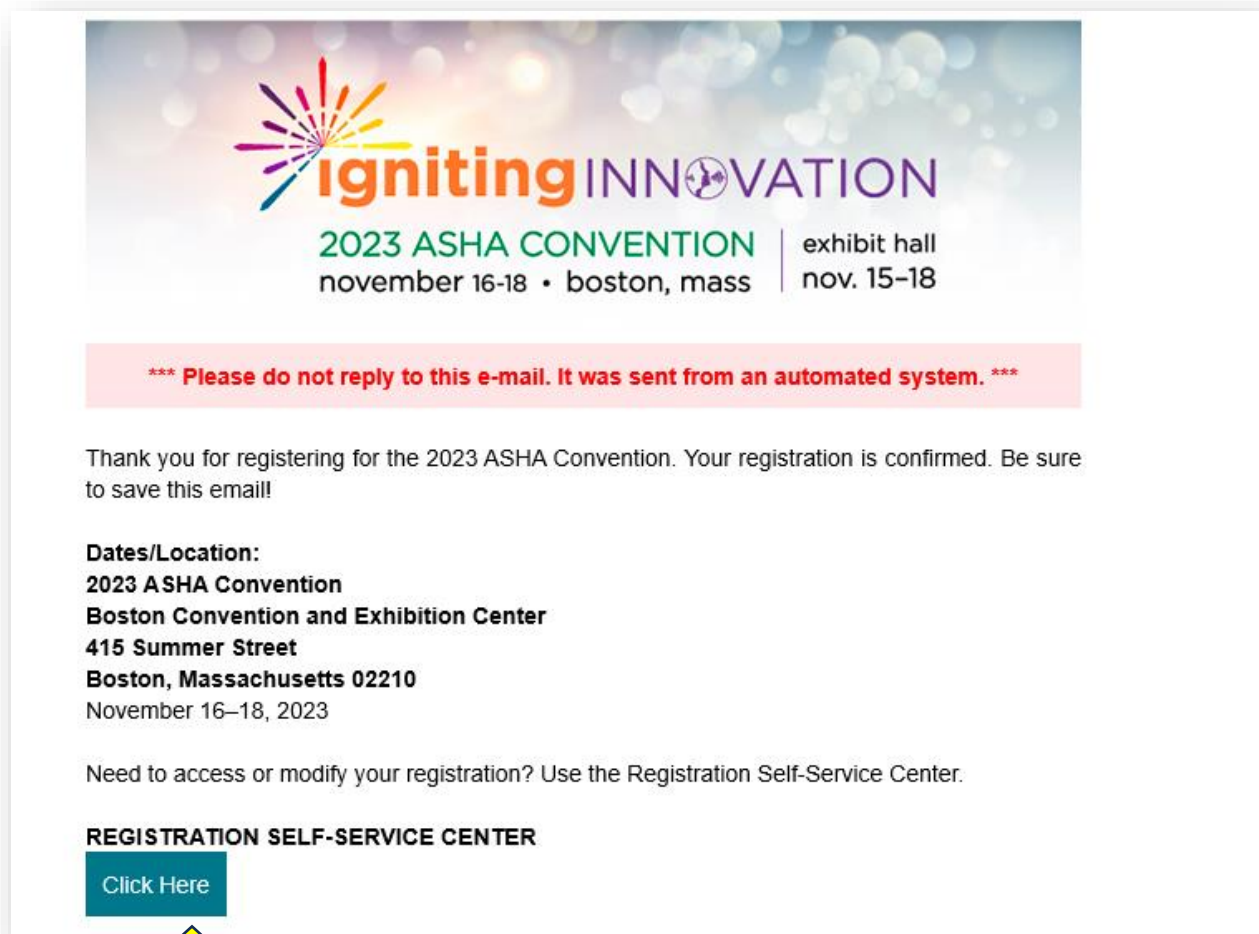 igniting INNOVATION
2023 ASHA CONVENTION
november 16-18 • boston, mass
exhibit hall
nov. 15–18
*** Please do not reply to this e-mail. It was sent from an automated system. ***
Thank you for registering for the 2023 ASHA Convention. Your registration is confirmed. Be sure
to save this email!
Dates/Location:
2023 ASHA Convention
Boston Convention and Exhibition Center
415 Summer Street
Boston, Massachusetts 02210
November 16–18, 2023
Need to access or modify your registration? Use the Registration Self-Service Center.
REGISTRATION SELF-SERVICE CENTER
Click Here